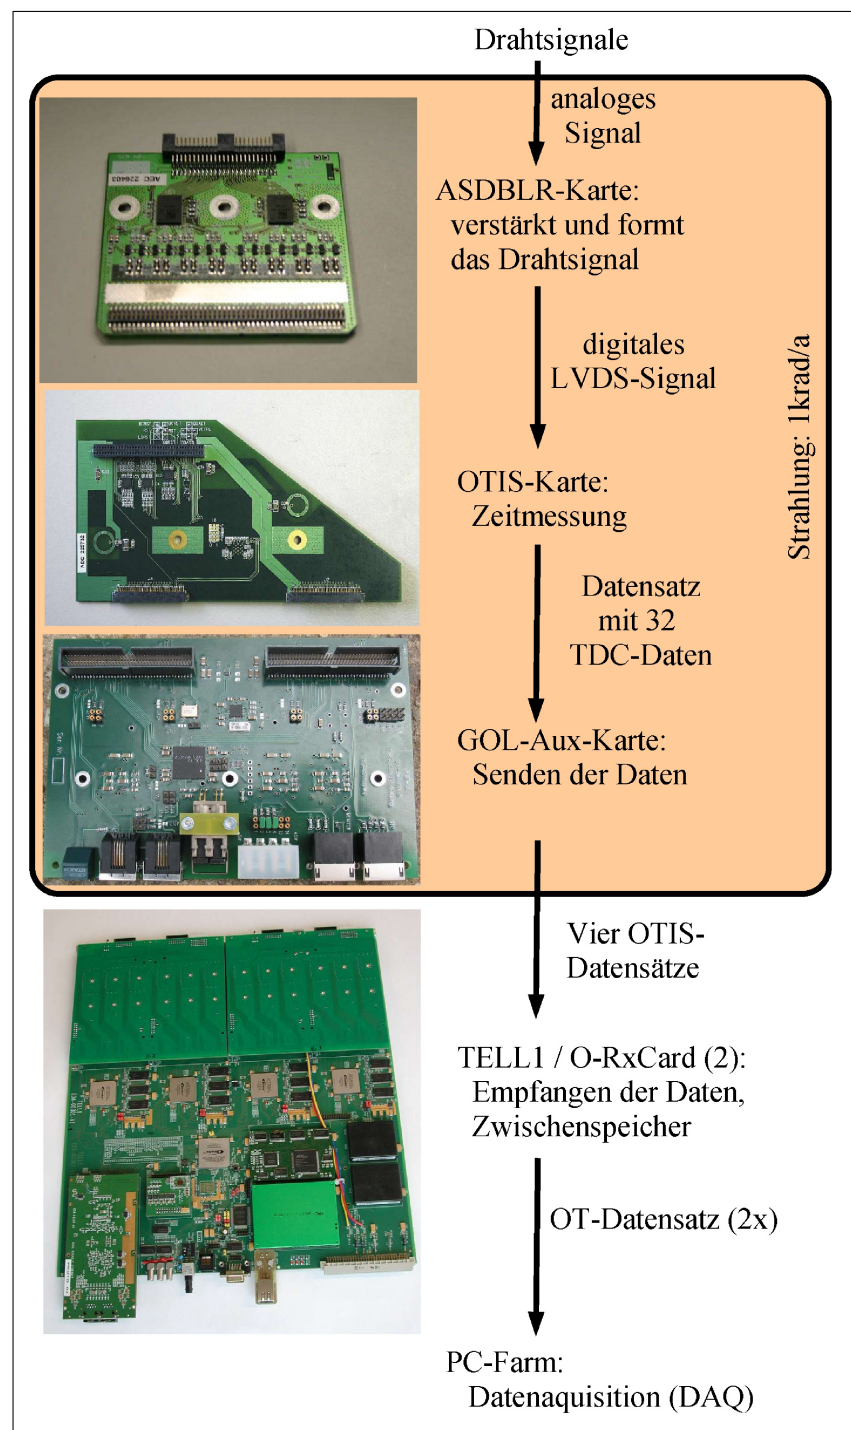 Drahtsignale
analoges
Signal
AEC 226403
ASDBLR-Karte:
verstärkt und formt
das Drahtsignal
digitales
LVDS-Signal
Strahlung: 1krad/a
OTIS-Karte:
Zeitmessung
Datensatz
mit 32
TDC-Daten
GOL-Aux-Karte:
Senden der Daten
Vier OTIS-
Datensätze
TELL1 / O-RxCard (2):
Empfangen der Daten,
Zwischenspeicher
OT-Datensatz (2x)
PC-Farm:
Datenaquisition (DAQ)